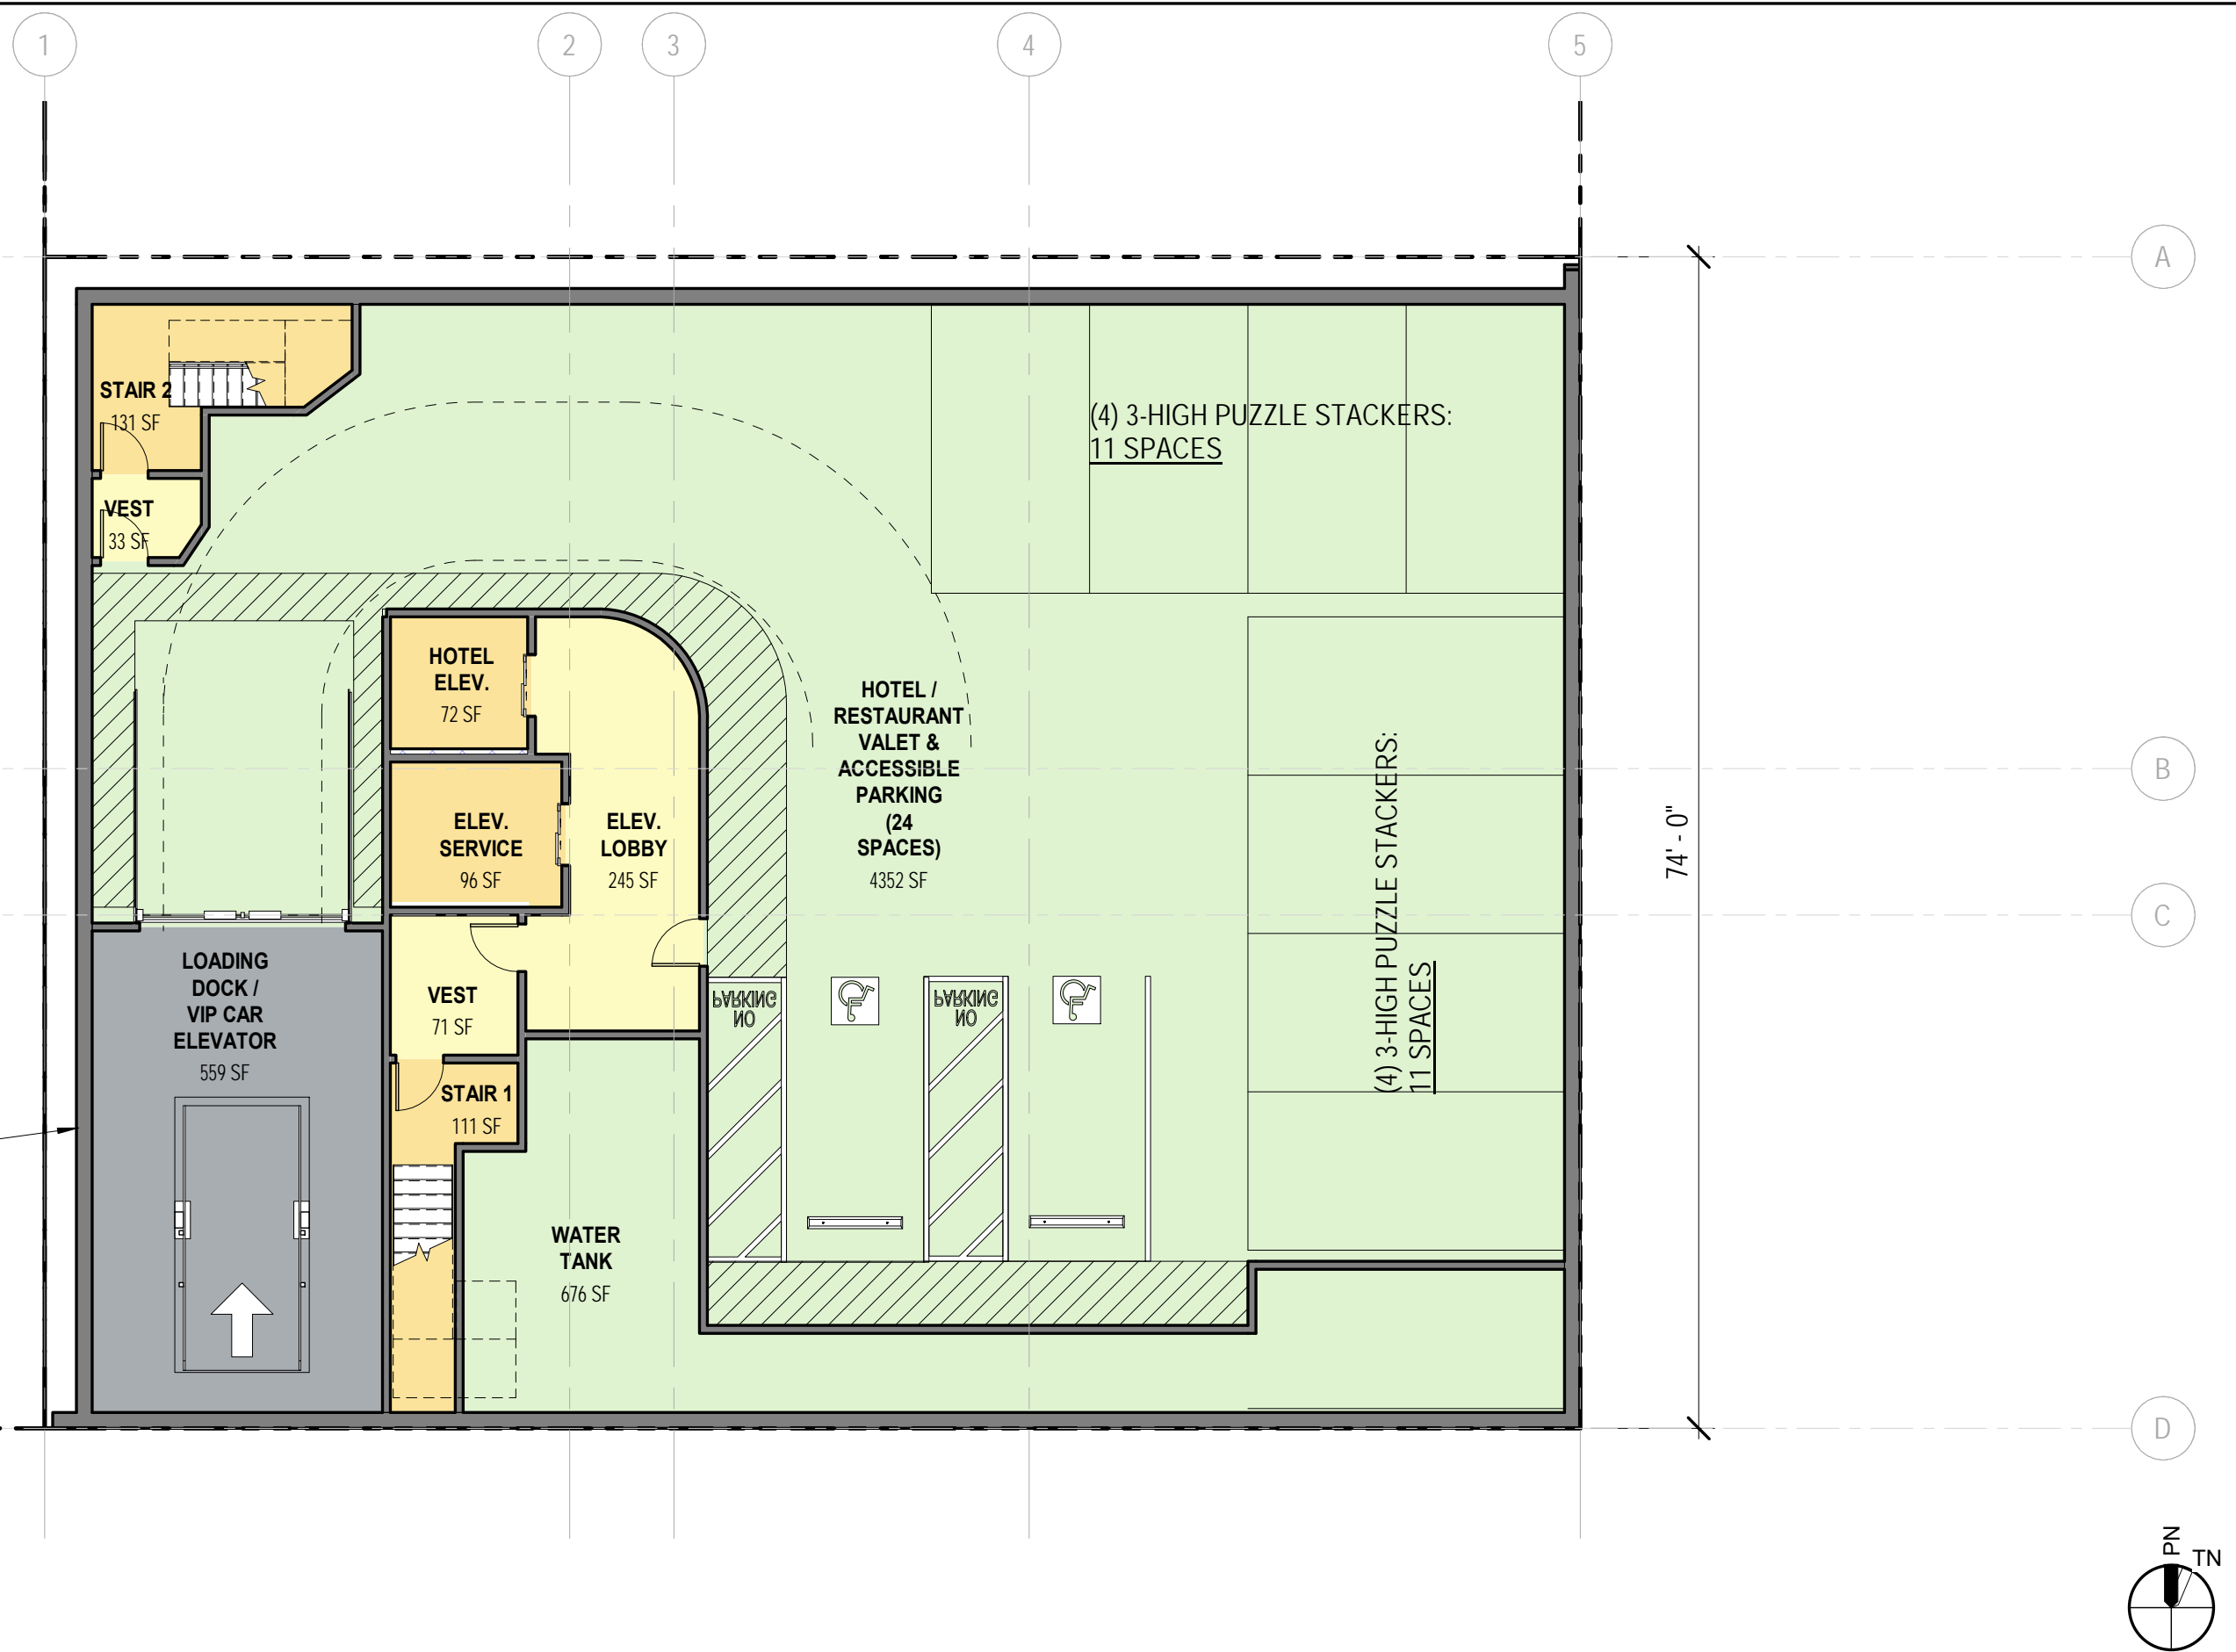 1
2
3
4
5
A
B
C
D
STAIR 2
131 SF
VEST
33 SF
(4) 3-HIGH PUZZLE STACKERS:
11 SPACES
HOTEL
ELEV.
72 SF
ELEV.
SERVICE
96 SF
ELEV.
LOBBY
245 SF
HOTEL /
RESTAURANT
VALET &
ACCESSIBLE
PARKING
(24
SPACES)
4352 SF
(4) 3-HIGH PUZZLE STACKERS:
11 SPACES
74' - 0"
LOADING
DOCK /
VIP CAR
ELEVATOR
559 SF
VEST
71 SF
STAIR 1
111 SF
NO
PARKING
NO
PARKING
WATER
TANK
676 SF
PN
TN